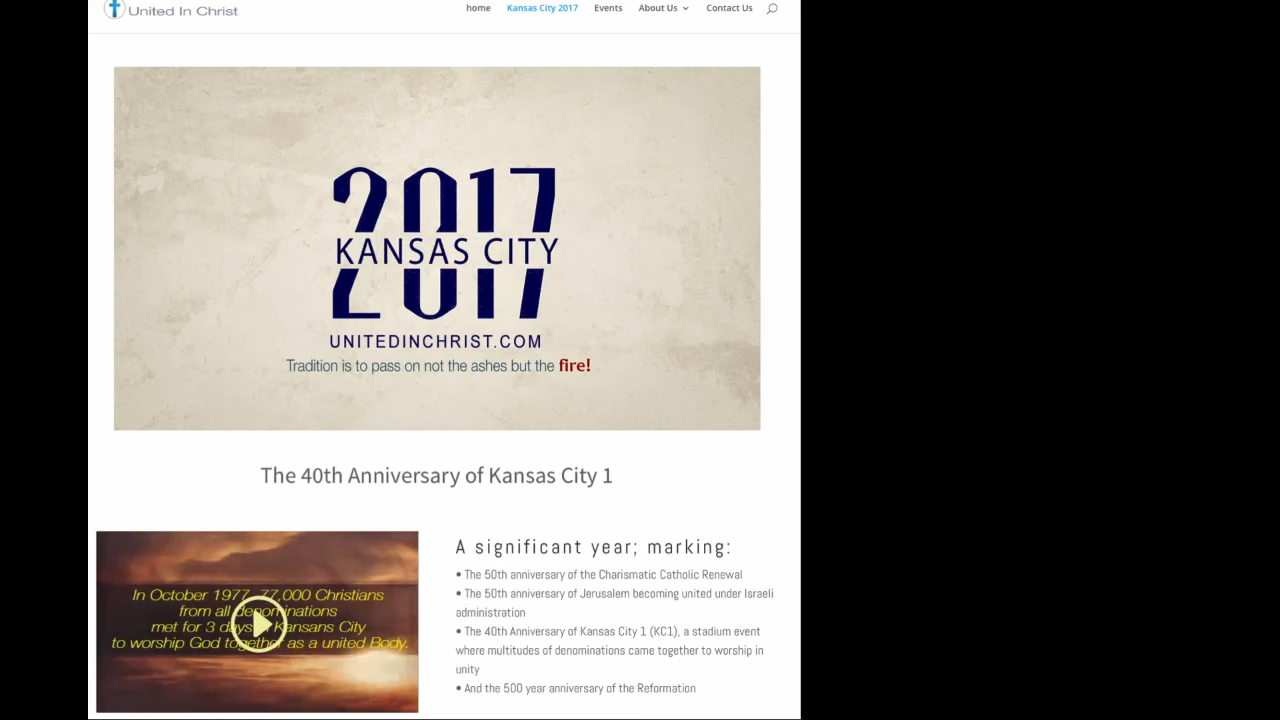 United In Christ
home Kansas City 2017 Events About Us Contact Us
2017
KANSAS CITY
UNITEDINCHRIST.COM
Tradition is to pass on not the ashes but the fire!
The 40th Anniversary of Kansas City 1
In October 1977, 77,000 Christians
from all denominations
met for 3 days Kansans City
to worship God together as a united Body.
A significant year; marking:
• The 50th anniversary of the Charismatic Catholic Renewal
• The 50th anniversary of Jerusalem becoming united under Israeli
administration
• The 40th Anniversary of Kansas City 1 (KC1), a stadium event
where multitudes of denominations came together to worship in
unity
• And the 500 year anniversary of the Reformation